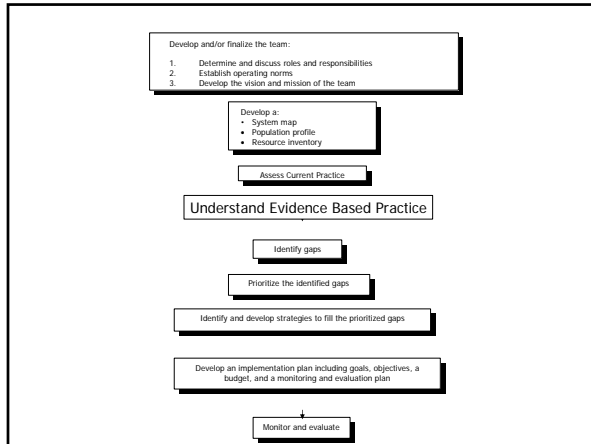 Develop and/or finalize the team:
1. Determine and discuss roles and responsibilities
2. Establish operating norms
3. Develop the vision and mission of the team
Develop a:
• System map
• Population profile
• Resource inventory
Assess Current Practice
Understand Evidence Based Practice
Identify gaps
Prioritize the identified gaps
Identify and develop strategies to fill the prioritized gaps
Develop an implementation plan including goals, objectives, a
budget, and a monitoring and evaluation plan
Monitor and evaluate